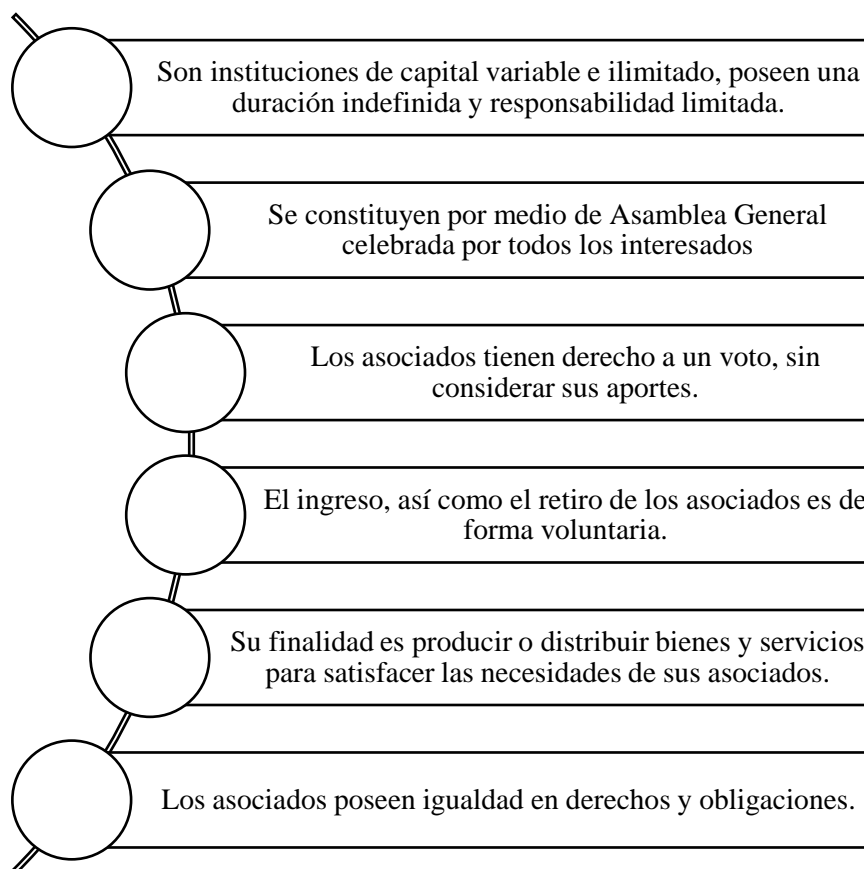 Son instituciones de capital variable e ilimitado, poseen una
duración indefinida y responsabilidad limitada.
Se constituyen por medio de Asamblea General
celebrada por todos los interesados
Los asociados tienen derecho a un voto, sin
considerar sus aportes.
El ingreso, así como el retiro de los asociados es de
forma voluntaria.
Su finalidad es producir o distribuir bienes y servicios
para satisfacer las necesidades de sus asociados.
Los asociados poseen igualdad en derechos y obligaciones.